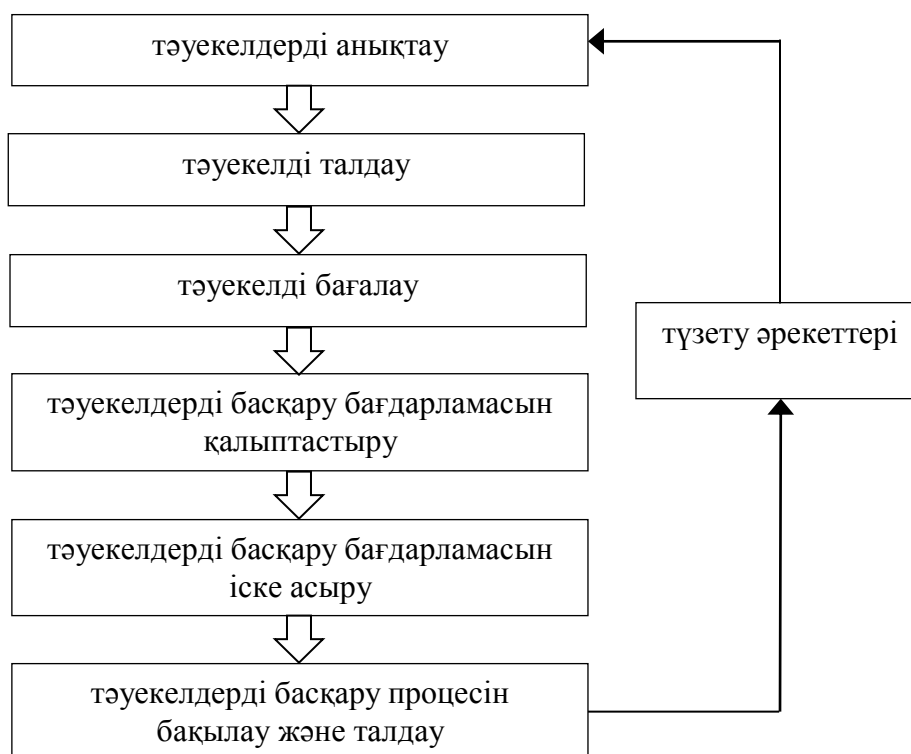 тәуекелдерді анықтау
тәуекелді талдау
тәуекелді бағалау
тәуекелдерді басқару бағдарламасын
қалыптастыру
тәуекелдерді басқару бағдарламасын
іске асыру
тәуекелдерді басқару процесін
бақылау және талдау
түзету әрекеттері